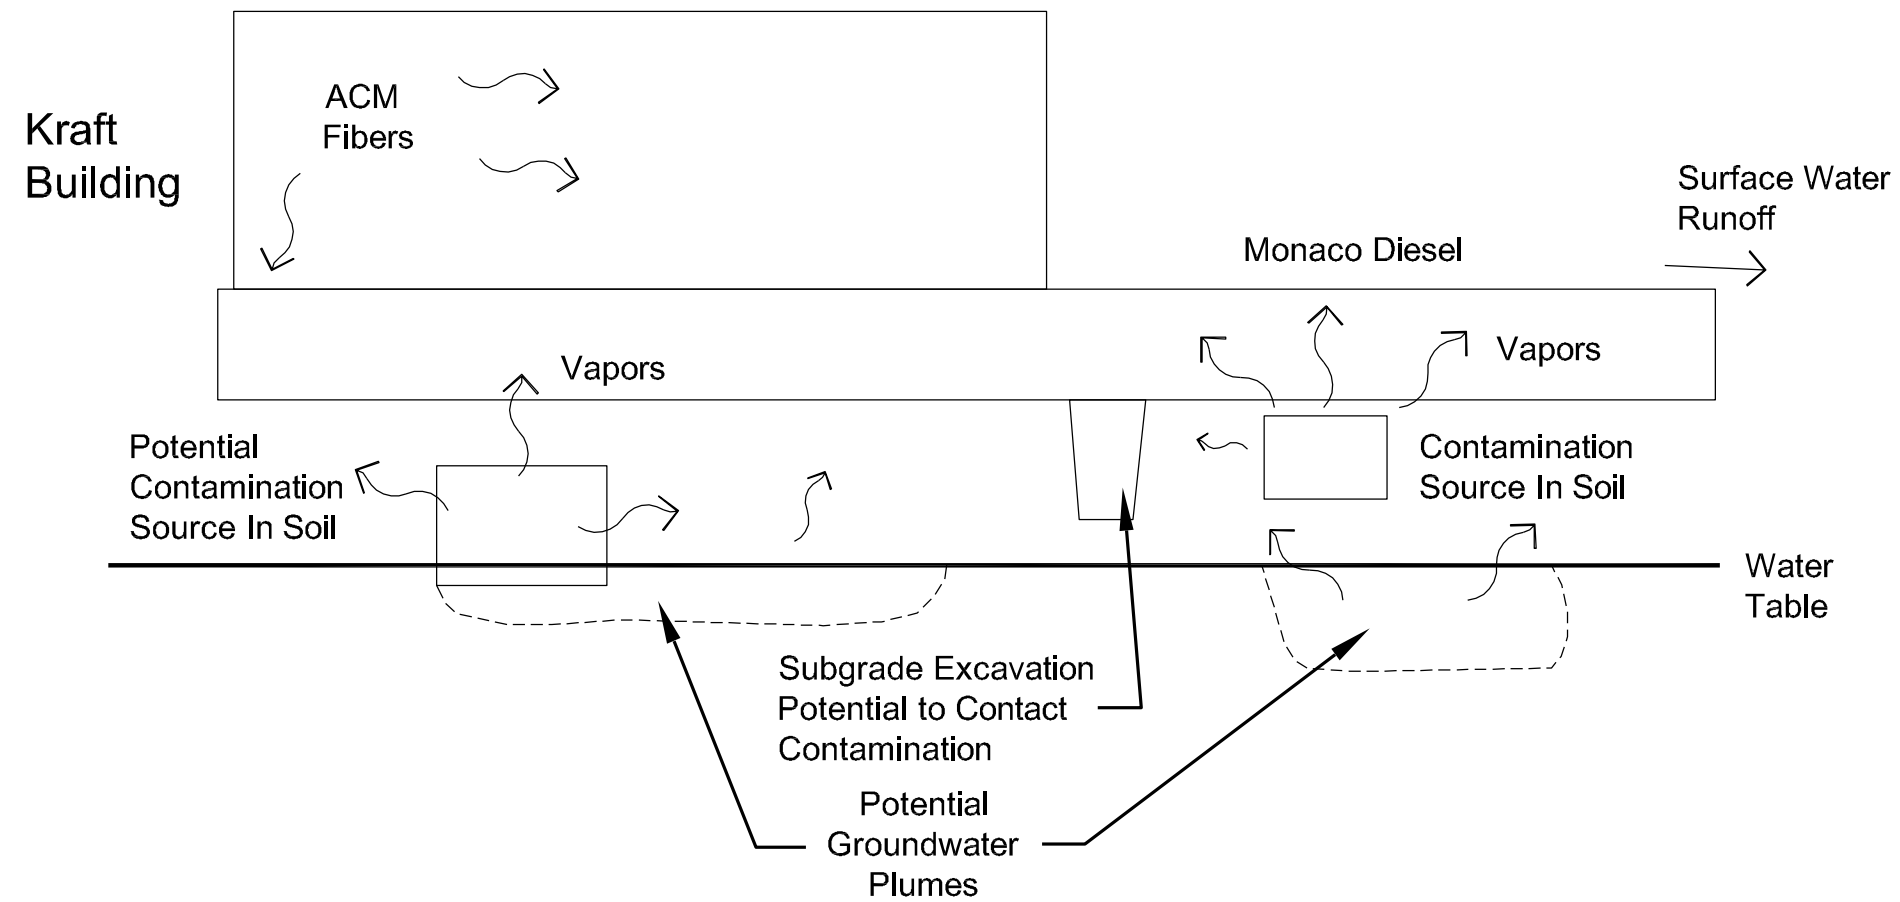 ACM
Fibers
Kraft
Building
Surface Water
Runoff
Monaco Diesel
Vapors
Vapors
Potential
Contamination
Source In Soil
Contamination
Source In Soil
Water
Table
Subgrade Excavation
Potential to Contact
Contamination
Potential
Groundwater
Plumes